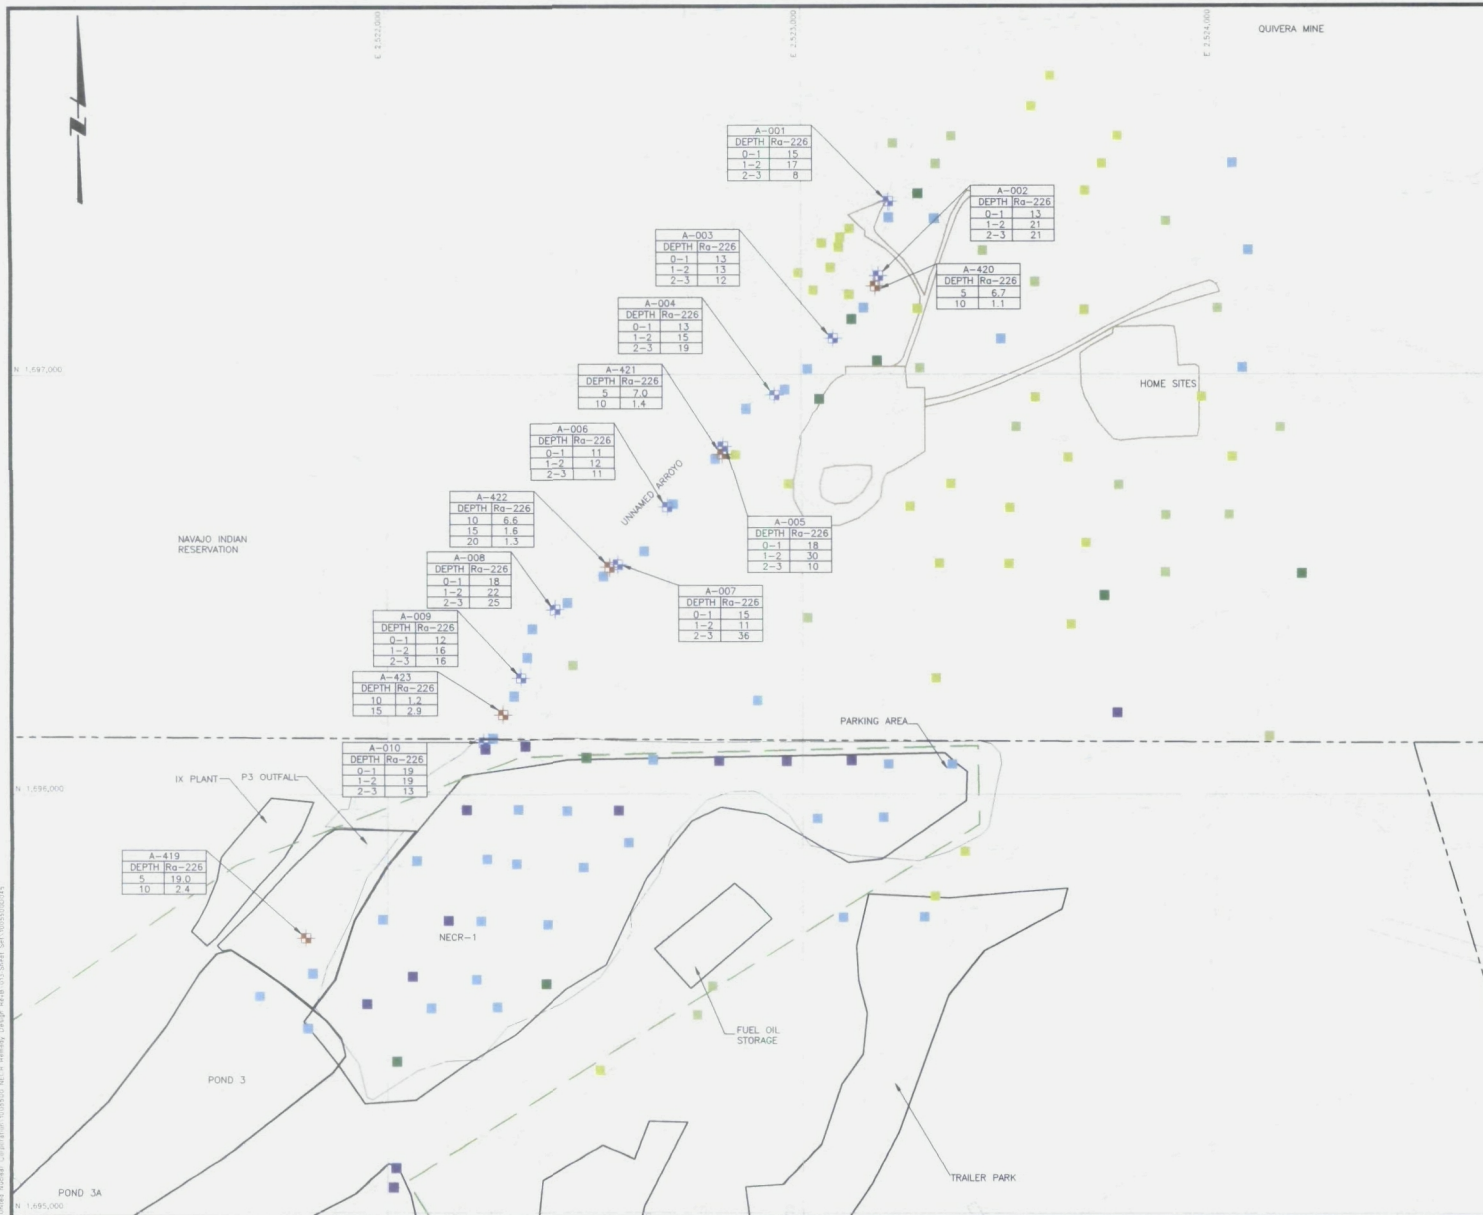 E 2,522,000
E 2,523,000
E 2,524,000
QUIVERA MINE
N
A-001
DEPTH Ra-226
0-1 15
1-2 17
2-3 8
A-002
DEPTH Ra-226
0-1 13
1-2 21
2-3 21
A-003
DEPTH Ra-226
0-1 13
1-2 13
2-3 12
A-420
DEPTH Ra-226
5 6.7
10 1.1
A-004
DEPTH Ra-226
0-1 13
1-2 15
2-3 19
N 1,697,000
A-421
DEPTH Ra-226
5 7.0
10 1.4
HOME SITES
A-006
DEPTH Ra-226
0-1 11
1-2 12
2-3 11
UNNAMED ARROYO
A-422
DEPTH Ra-226
10 6.6
15 1.6
20 1.3
A-005
DEPTH Ra-226
0-1 18
1-2 30
2-3 10
NAVAJO INDIAN
RESERVATION
A-008
DEPTH Ra-226
0-1 18
1-2 22
2-3 25
A-007
DEPTH Ra-226
0-1 15
1-2 11
2-3 36
A-009
DEPTH Ra-226
0-1 12
1-2 16
2-3 16
A-423
DEPTH Ra-226
10 1.2
15 2.9
PARKING AREA
A-010
DEPTH Ra-226
0-1 19
1-2 19
2-3 13
IX PLANT
P3 OUTFALL
N 1,696,000
A-419
DEPTH Ra-226
5 19.0
10 2.4
NECR-1
FUEL OIL
STORAGE
POND 3
TRAILER PARK
POND 3A
N 1,695,000